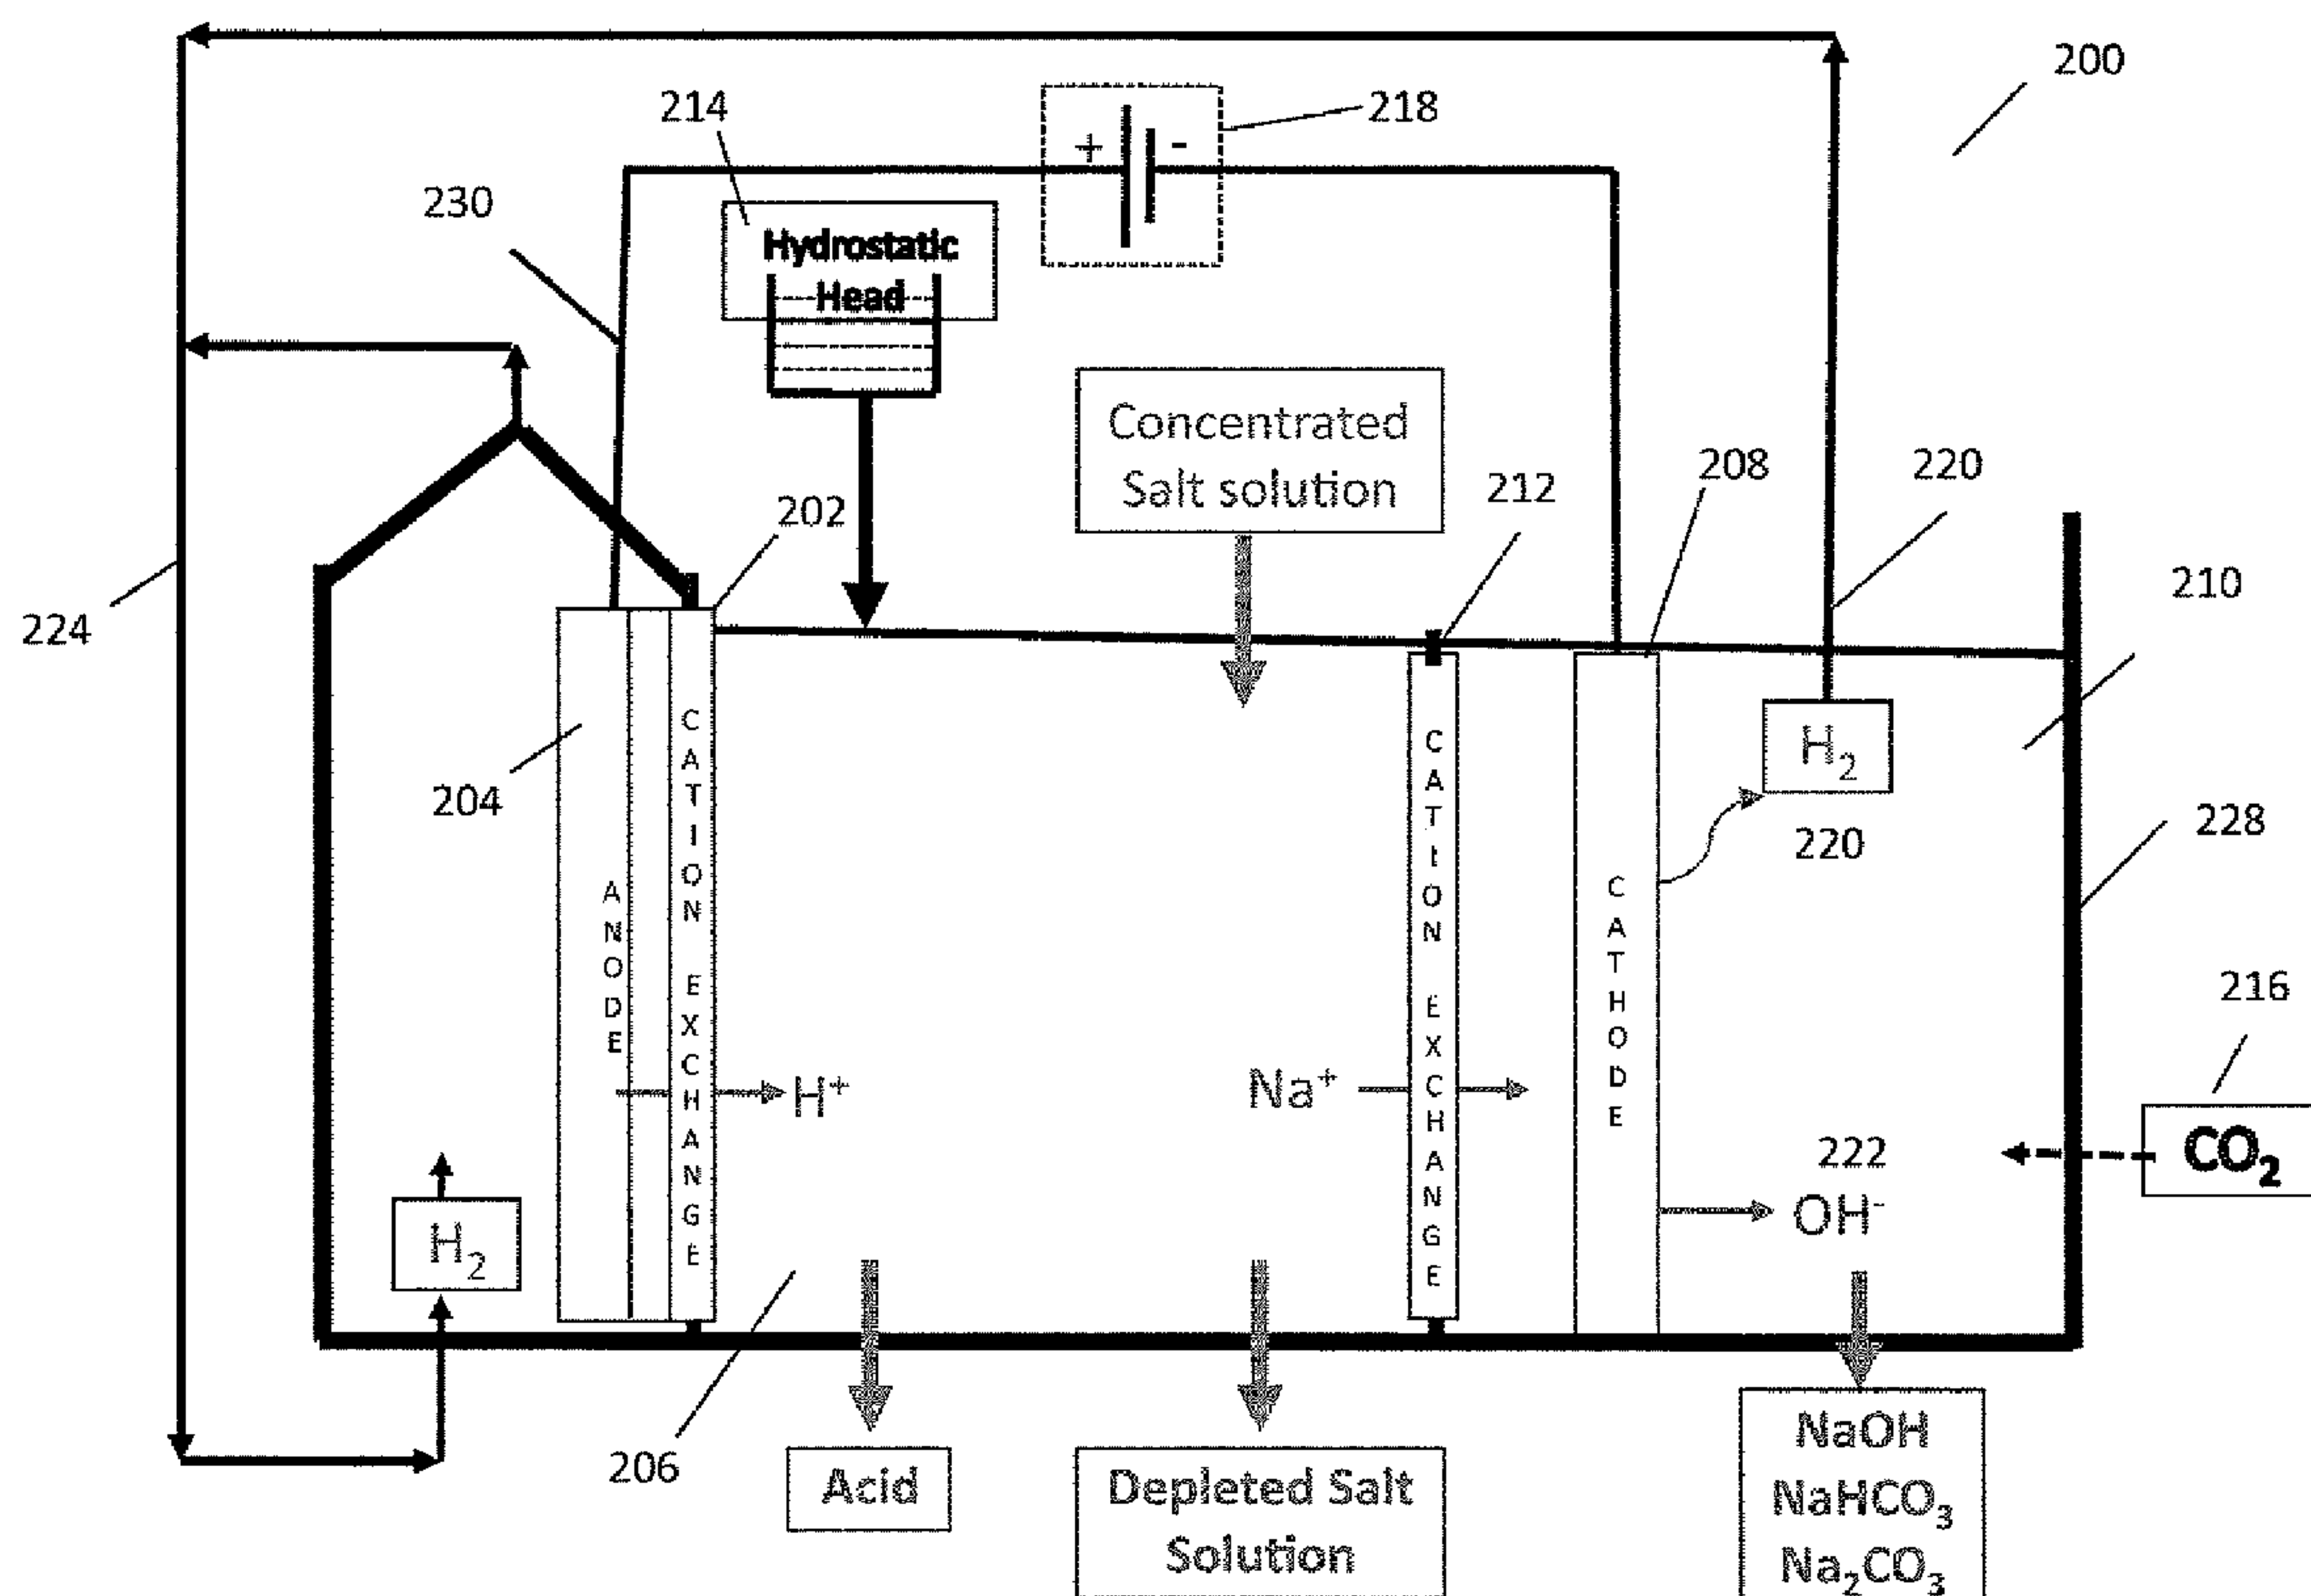 200
214
218
+
-
230
Hydrostatic
Head
Concentrated
Salt solution
202
212
208
220
210
224
204
CATION EXCHANGE
CATION EXCHANGE
H₂
220
228
ANODE
CATHODE
216
H⁺
Na⁺
222
CO₂
OH⁻
H₂
206
Acid
Depleted Salt
Solution
NaOH
NaHCO₃
Na₂CO₃